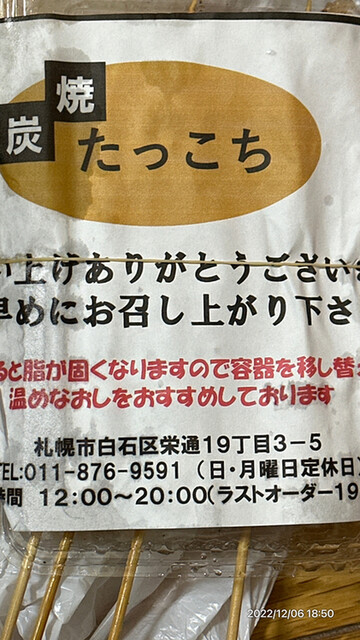 炭焼
たっこち
い上げありがとうござい
早めにお召し上がり下さ
ると脂が固くなりますので容器を移し替
温めなおしをおすすめしております
札幌市白石区栄通19丁目3-5
TEL:011-876-9591 (日・月曜日定休日)
時間 12:00～20:00(ラストオーダー19
2022/12/06 18:50